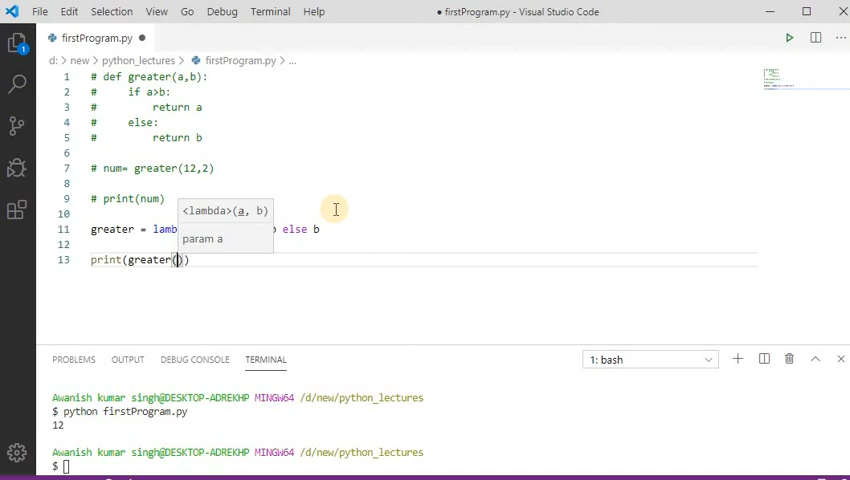 File Edit Selection View Go Debug Terminal Help
● firstProgram.py - Visual Studio Code
firstProgram.py ●
d: > new > python_lectures > firstProgram.py > ...
1 # def greater(a,b):
2 # if a>b:
3 # return a
4 # else:
5 # return b
6
7 # num= greater(12,2)
8
9 # print(num)
10
<lambda>(a, b)
11 greater = lamb else b
param a
12
13 print(greater())
PROBLEMS OUTPUT DEBUG CONSOLE TERMINAL
1: bash
Awanish kumar singh@DESKTOP-ADREKHP MINGW64 /d/new/python_lectures
$ python firstProgram.py
12
Awanish kumar singh@DESKTOP-ADREKHP MINGW64 /d/new/python_lectures
$
1